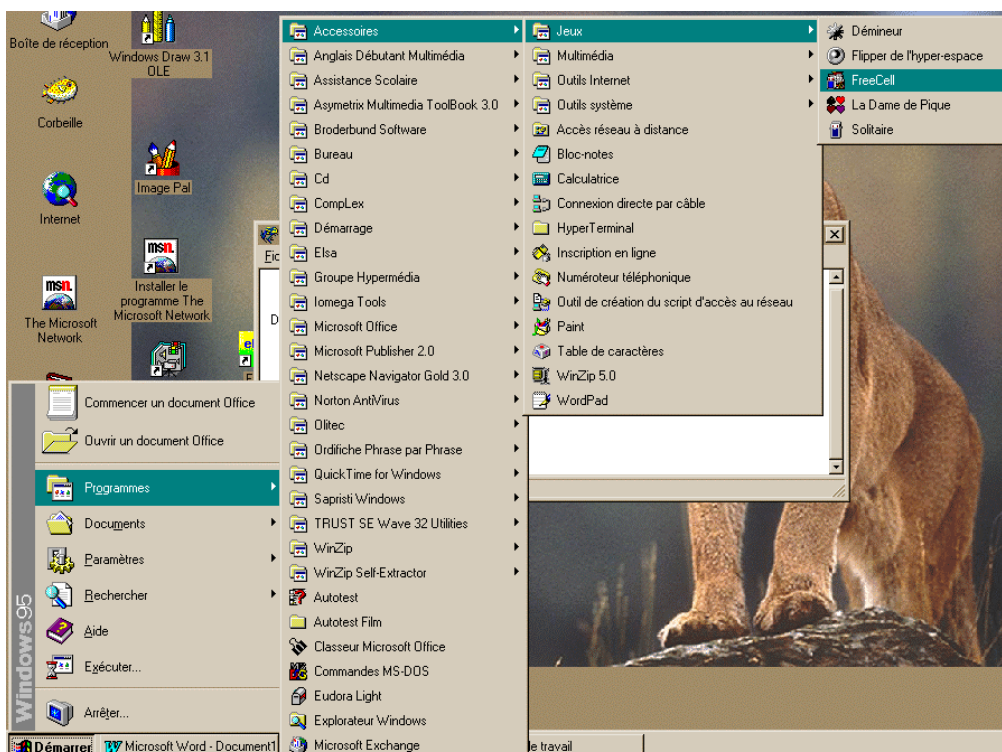 Boîte de réception
Windows Draw 3.1
OLE
Corbeille
Image Pal
Internet
msn.
Installer le
programme The
Microsoft Network
msn.
The Microsoft
Network
Commencer un document Office
Ouvrir un document Office
Programmes
Documents
Paramètres
Rechercher
Aide
Exécuter...
Arrêter...
Windows95
Démarrer
Microsoft Word - Document1
le travail
Accessoires
Anglais Débutant Multimédia
Assistance Scolaire
Asymetrix Multimedia ToolBook 3.0
Broderbund Software
Bureau
Cd
CompLex
Démarrage
Elsa
Groupe Hypermédia
Iomega Tools
Microsoft Office
Microsoft Publisher 2.0
Netscape Navigator Gold 3.0
Norton AntiVirus
Olitec
Ordifiche Phrase par Phrase
QuickTime for Windows
Sapristi Windows
TRUST SE Wave 32 Utilities
WinZip
WinZip Self-Extractor
Autotest
Autotest Film
Classeur Microsoft Office
Commandes MS-DOS
Eudora Light
Explorateur Windows
Microsoft Exchange
Jeux
Multimédia
Outils Internet
Outils système
Accès réseau à distance
Bloc-notes
Calculatrice
Connexion directe par câble
HyperTerminal
Inscription en ligne
Numéroteur téléphonique
Outil de création du script d'accès au réseau
Paint
Table de caractères
WinZip 5.0
WordPad
Démineur
Flipper de l'hyper-espace
FreeCell
La Dame de Pique
Solitaire